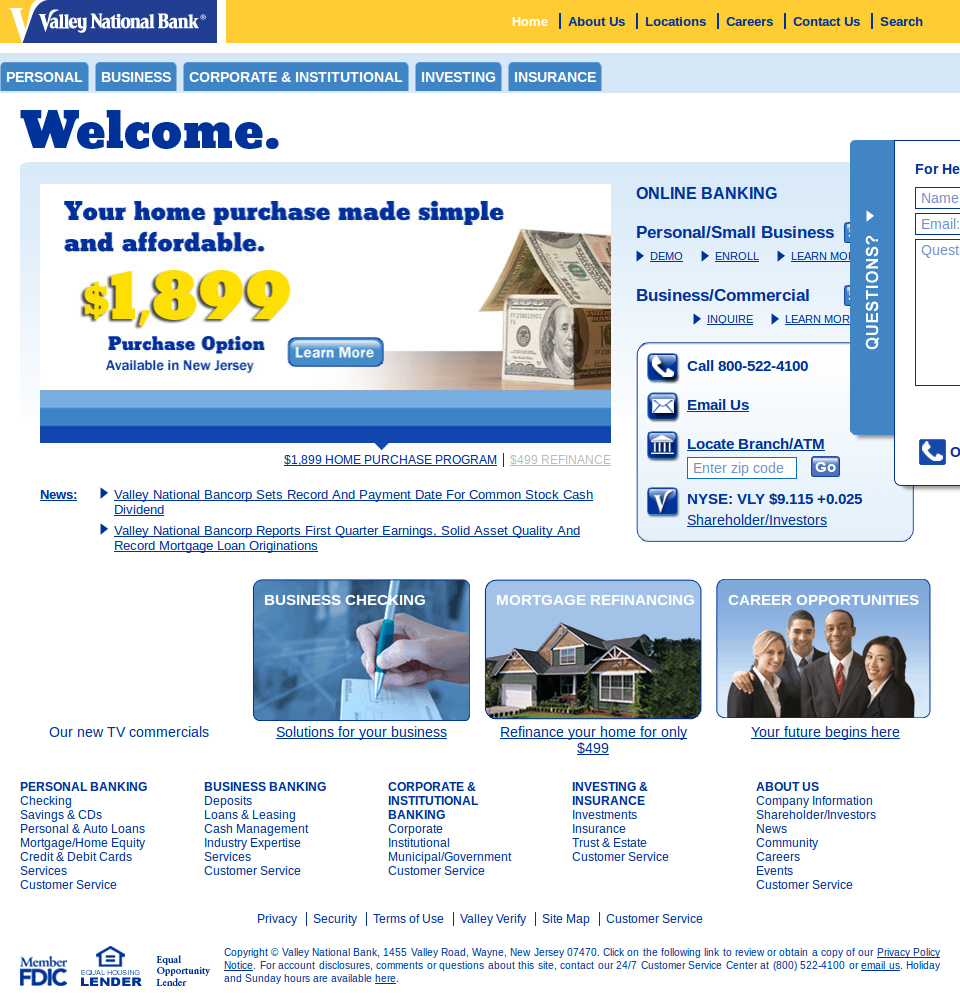 Valley National Bank®
Home
About Us
Locations
Careers
Contact Us
Search
PERSONAL
BUSINESS
CORPORATE & INSTITUTIONAL
INVESTING
INSURANCE
Welcome.
Your home purchase made simple
and affordable.
$1,899
Purchase Option
Available in New Jersey
Learn More
$1,899 HOME PURCHASE PROGRAM
$499 REFINANCE
News:
Valley National Bancorp Sets Record And Payment Date For Common Stock Cash
Dividend
Valley National Bancorp Reports First Quarter Earnings, Solid Asset Quality And
Record Mortgage Loan Originations
ONLINE BANKING
Personal/Small Business
DEMO
ENROLL
LEARN MOR
Business/Commercial
INQUIRE
LEARN MOR
Call 800-522-4100
Email Us
Locate Branch/ATM
Enter zip code
Go
NYSE: VLY $9.115 +0.025
Shareholder/Investors
QUESTIONS?
For He
Name
Email:
Quest
BUSINESS CHECKING
MORTGAGE REFINANCING
CAREER OPPORTUNITIES
Our new TV commercials
Solutions for your business
Refinance your home for only
$499
Your future begins here
PERSONAL BANKING
Checking
Savings & CDs
Personal & Auto Loans
Mortgage/Home Equity
Credit & Debit Cards
Services
Customer Service
BUSINESS BANKING
Deposits
Loans & Leasing
Cash Management
Industry Expertise
Services
Customer Service
CORPORATE &
INSTITUTIONAL
BANKING
Corporate
Institutional
Municipal/Government
Customer Service
INVESTING &
INSURANCE
Investments
Insurance
Trust & Estate
Customer Service
ABOUT US
Company Information
Shareholder/Investors
News
Community
Careers
Events
Customer Service
Privacy
Security
Terms of Use
Valley Verify
Site Map
Customer Service
Member
FDIC
EQUAL HOUSING
LENDER
Equal
Opportunity
Lender
Copyright © Valley National Bank, 1455 Valley Road, Wayne, New Jersey 07470. Click on the following link to review or obtain a copy of our Privacy Policy
Notice. For account disclosures, comments or questions about this site, contact our 24/7 Customer Service Center at (800) 522-4100 or email us. Holiday
and Sunday hours are available here.